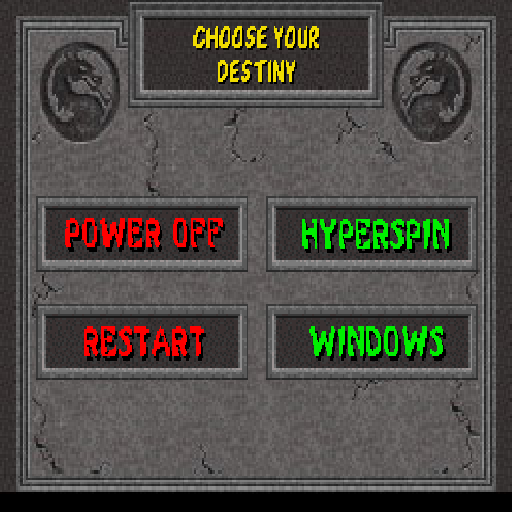 CHOOSE YOUR
DESTINY
POWER OFF
HYPERSPIN
RESTART
WINDOWS